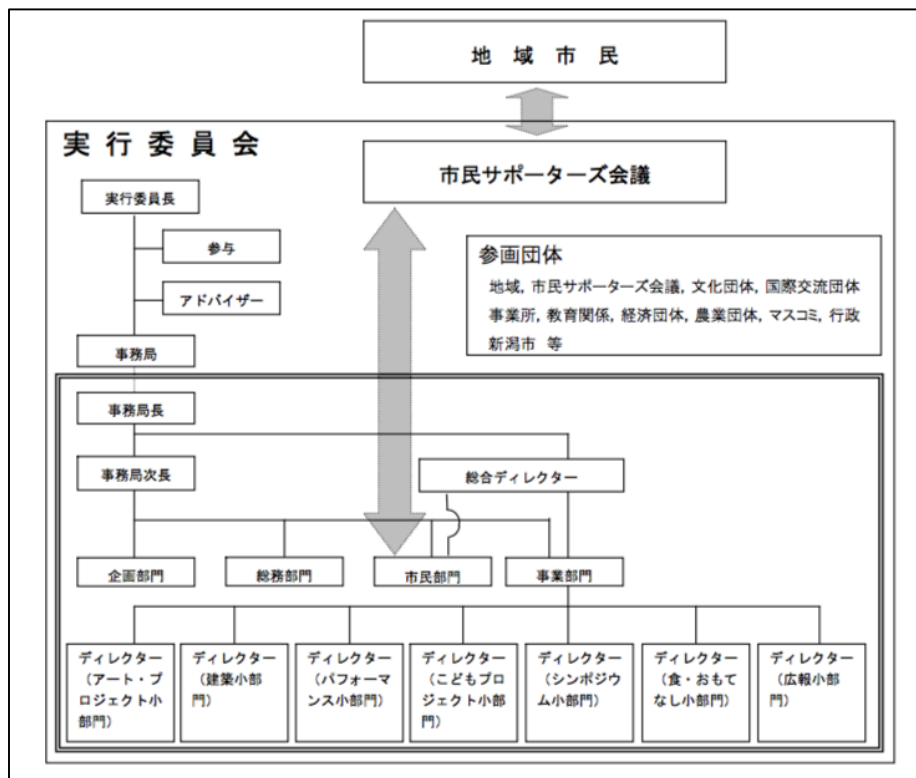 地 域 市 民
実 行 委 員 会
市民サポーターズ会議
実行委員長
参与
アドバイザー
事務局
参画団体
地域, 市民サポーターズ会議, 文化団体, 国際交流団体
事業所, 教育関係, 経済団体, 農業団体, マスコミ, 行政
新潟市 等
事務局長
事務局次長
総合ディレクター
企画部門
総務部門
市民部門
事業部門
ディレクター
（アート・プ
ロジェクト小
部門）
ディレクター
（建築小部
門）
ディレクター
（パフォーマ
ンス小部門）
ディレクター
（こどもプロ
ジェクト小部
門）
ディレクター
（シンポジウ
ム小部門）
ディレクター
（食・おもて
なし小部門）
ディレクター
（広報小部
門）